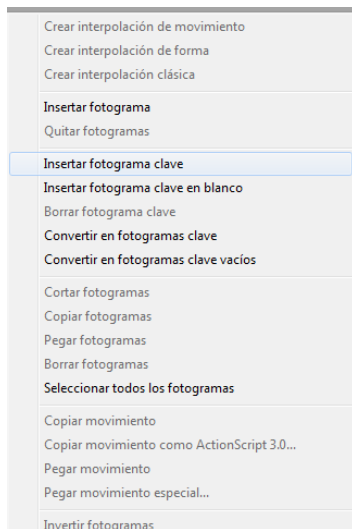 Crear interpolación de movimiento
Crear interpolación de forma
Crear interpolación clásica
Insertar fotograma
Quitar fotogramas
Insertar fotograma clave
Insertar fotograma clave en blanco
Borrar fotograma clave
Convertir en fotogramas clave
Convertir en fotogramas clave vacíos
Cortar fotogramas
Copiar fotogramas
Pegar fotogramas
Borrar fotogramas
Seleccionar todos los fotogramas
Copiar movimiento
Copiar movimiento como ActionScript 3.0...
Pegar movimiento
Pegar movimiento especial...
Invertir fotogramas